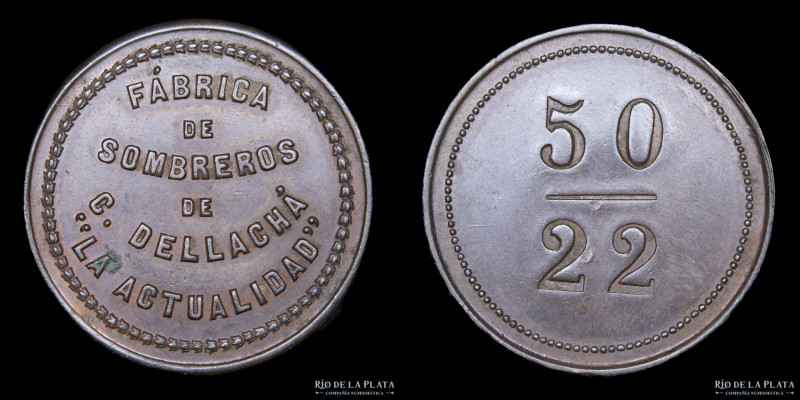 FÁBRICA
DE
SOMBREROS
DE
C. DELLACHÁ
"LA ACTUALIDAD"
50
22
RÍO DE LA PLATA
COMPAÑÍA NUMISMÁTICA
RÍO DE LA PLATA
COMPAÑÍA NUMISMÁTICA